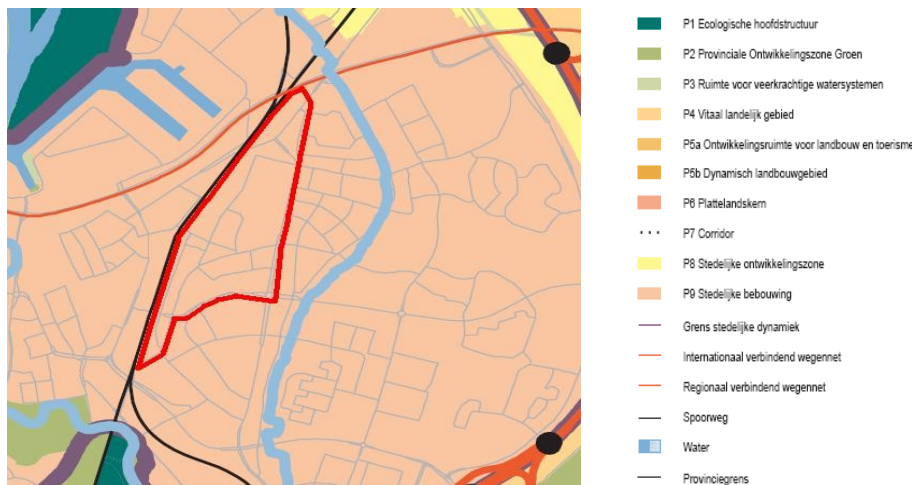 P1 Ecologische hoofdstructuur
P2 Provinciale Ontwikkelingszone Groen
P3 Ruimte voor veerkrachtige watersystemen
P4 Vitaal landelijk gebied
P5a Ontwikkelingsruimte voor landbouw en toerisme
P5b Dynamisch landbouwgebied
P6 Plattelandskern
P7 Corridor
P8 Stedelijke ontwikkelingszone
P9 Stedelijke bebouwing
Grens stedelijke dynamiek
Internationaal verbindend wegennet
Regionaal verbindend wegennet
Spoorweg
Water
Provinciegrens